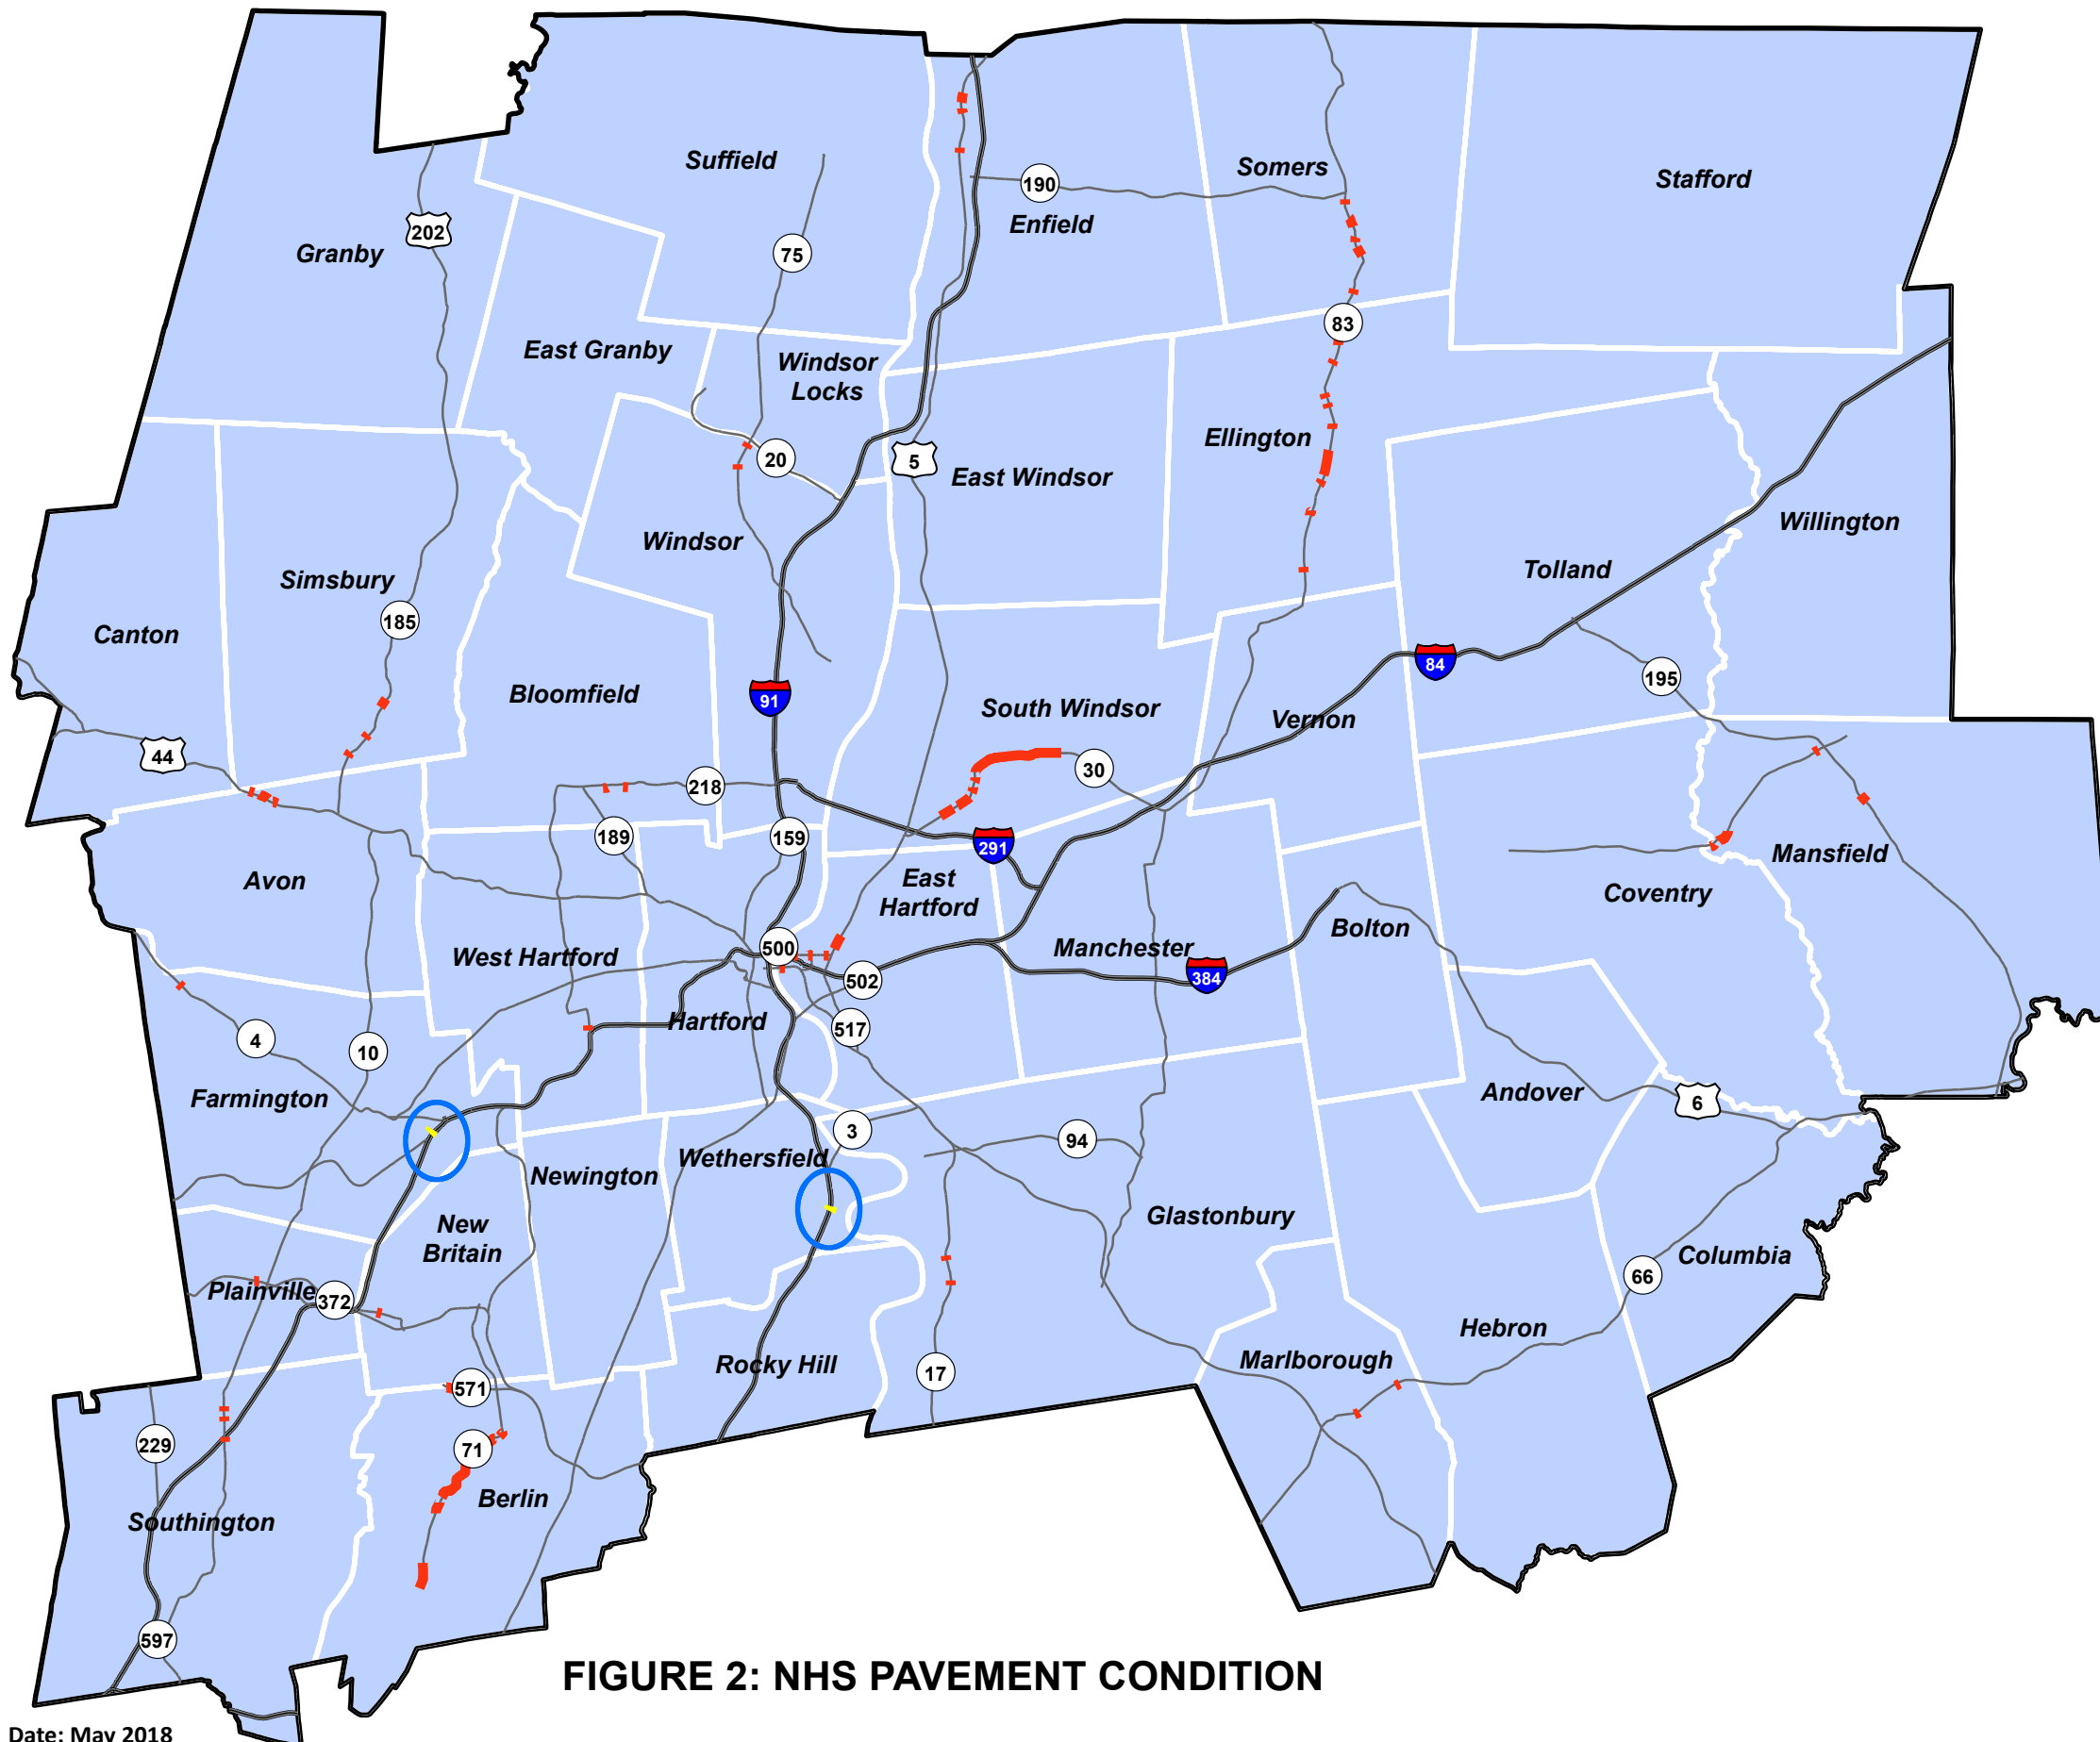 Suffield
Somers
Stafford
190
Enfield
202
Granby
75
83
East Granby
Windsor
Locks
Ellington
20
5
East Windsor
Windsor
Willington
Tolland
Simsbury
185
Canton
84
195
Bloomfield
91
South Windsor
Vernon
44
30
218
189
159
291
Mansfield
Avon
East
Hartford
Coventry
Bolton
500
Manchester
West Hartford
502
384
Hartford
517
4
10
Farmington
Andover
6
3
94
Wethersfield
Newington
Glastonbury
New
Britain
Columbia
66
Plainville
372
Hebron
Marlborough
Rocky Hill
17
571
229
71
Berlin
Southington
597
FIGURE 2: NHS PAVEMENT CONDITION
Date: May 2018